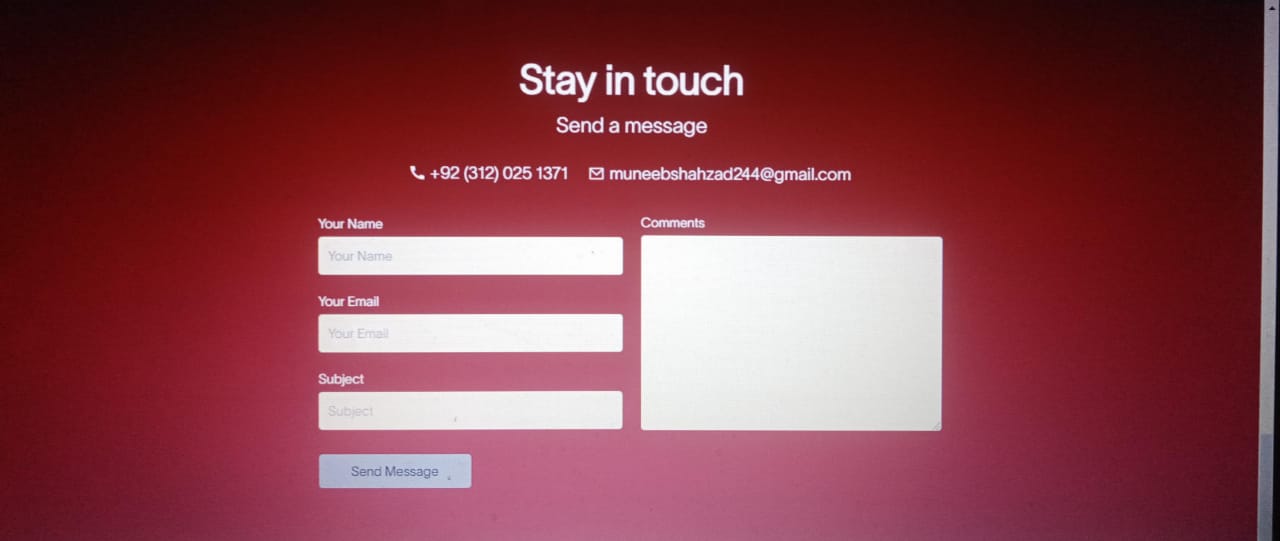 Stay in touch
Send a message
+92 (312) 025 1371 muneebshahzad244@gmail.com
Your Name
Your Name
Your Email
Your Email
Subject
Subject
Comments
Send Message